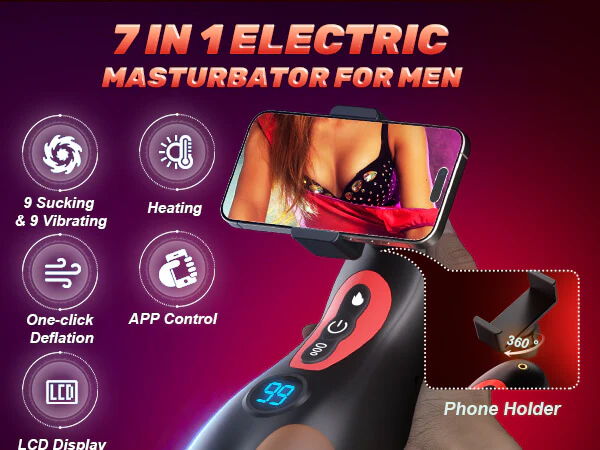 7 IN 1 ELECTRIC
MASTURBATOR FOR MEN
9 Sucking
& 9 Vibrating
Heating
One-click
Deflation
APP Control
LCD
LCD Display
99
360°
Phone Holder